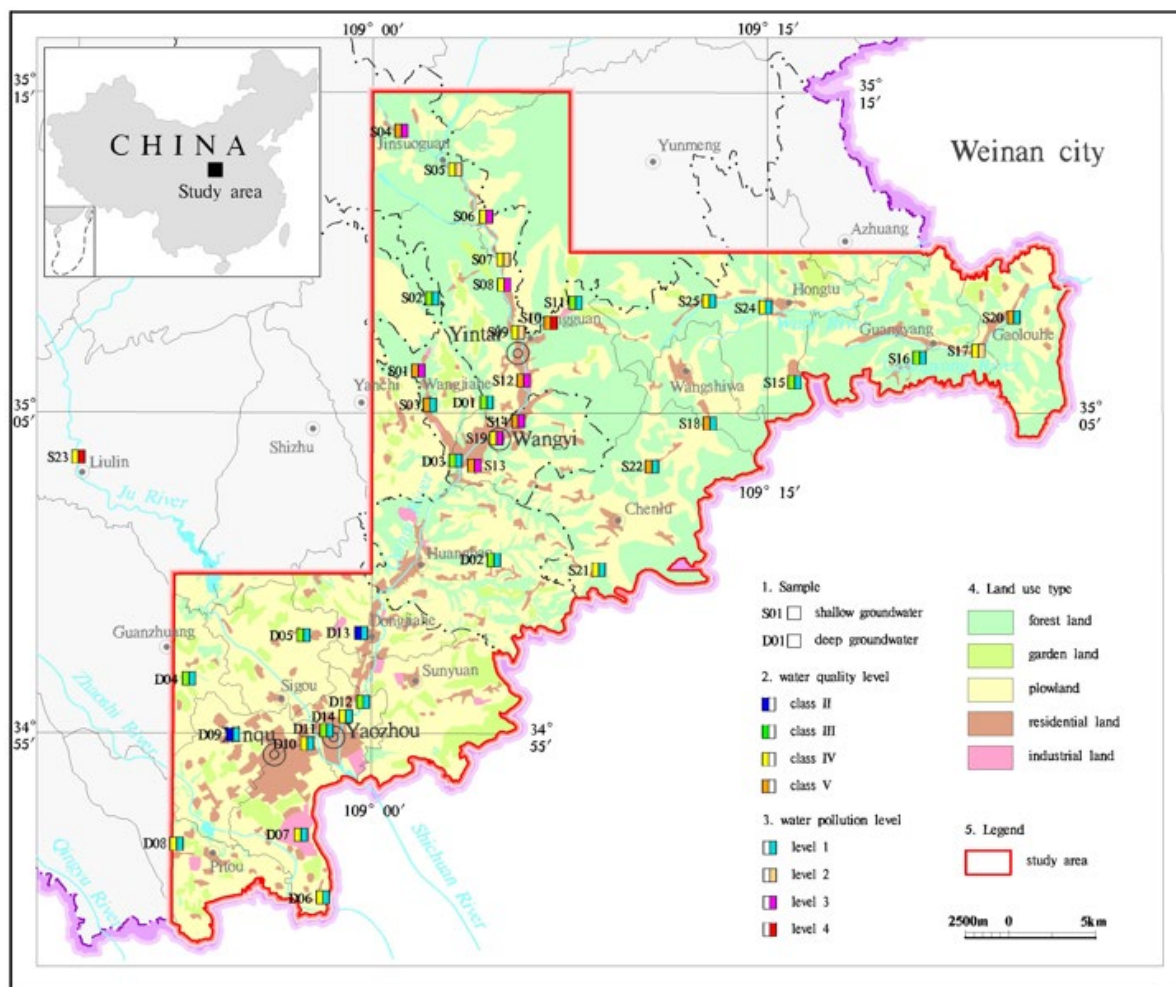 109° 00′
109° 15′
35°
15′
35°
15′
CHINA
Study area
Weinan city
S04
Jinsuoguan
Yunmeng
S05
S06
Azhuang
S07
S08
S02
S11
S25
S24
Hongtu
S10
S09
Yintai
S20
Guangyang
Gaolouhe
S17
S16
S01
Yanchi
Wangjiahe
S12
Wangshiwa
S15
S03
D01
35°
05′
35°
05′
S14
S19
Wangyi
S18
Shizhu
S23
Liulin
D03
S13
S22
109° 15′
Ju River
Chenlu
D02
S21
D05
D13
Dongjiahe
Guanzhuang
D04
Sigou
Sunyuan
Zhaoshi River
D12
D14
D11
Yaozhou
D09
D10
34°
55′
34°
55′
109° 00′
D07
D08
Pitou
Shichuan River
Qingyu River
D06
1. Sample
S01 shallow groundwater
D01 deep groundwater
2. water quality level
class II
class III
class IV
class V
3. water pollution level
level 1
level 2
level 3
level 4
4. Land use type
forest land
garden land
plowland
residential land
industrial land
5. Legend
study area
2500m 0 5km